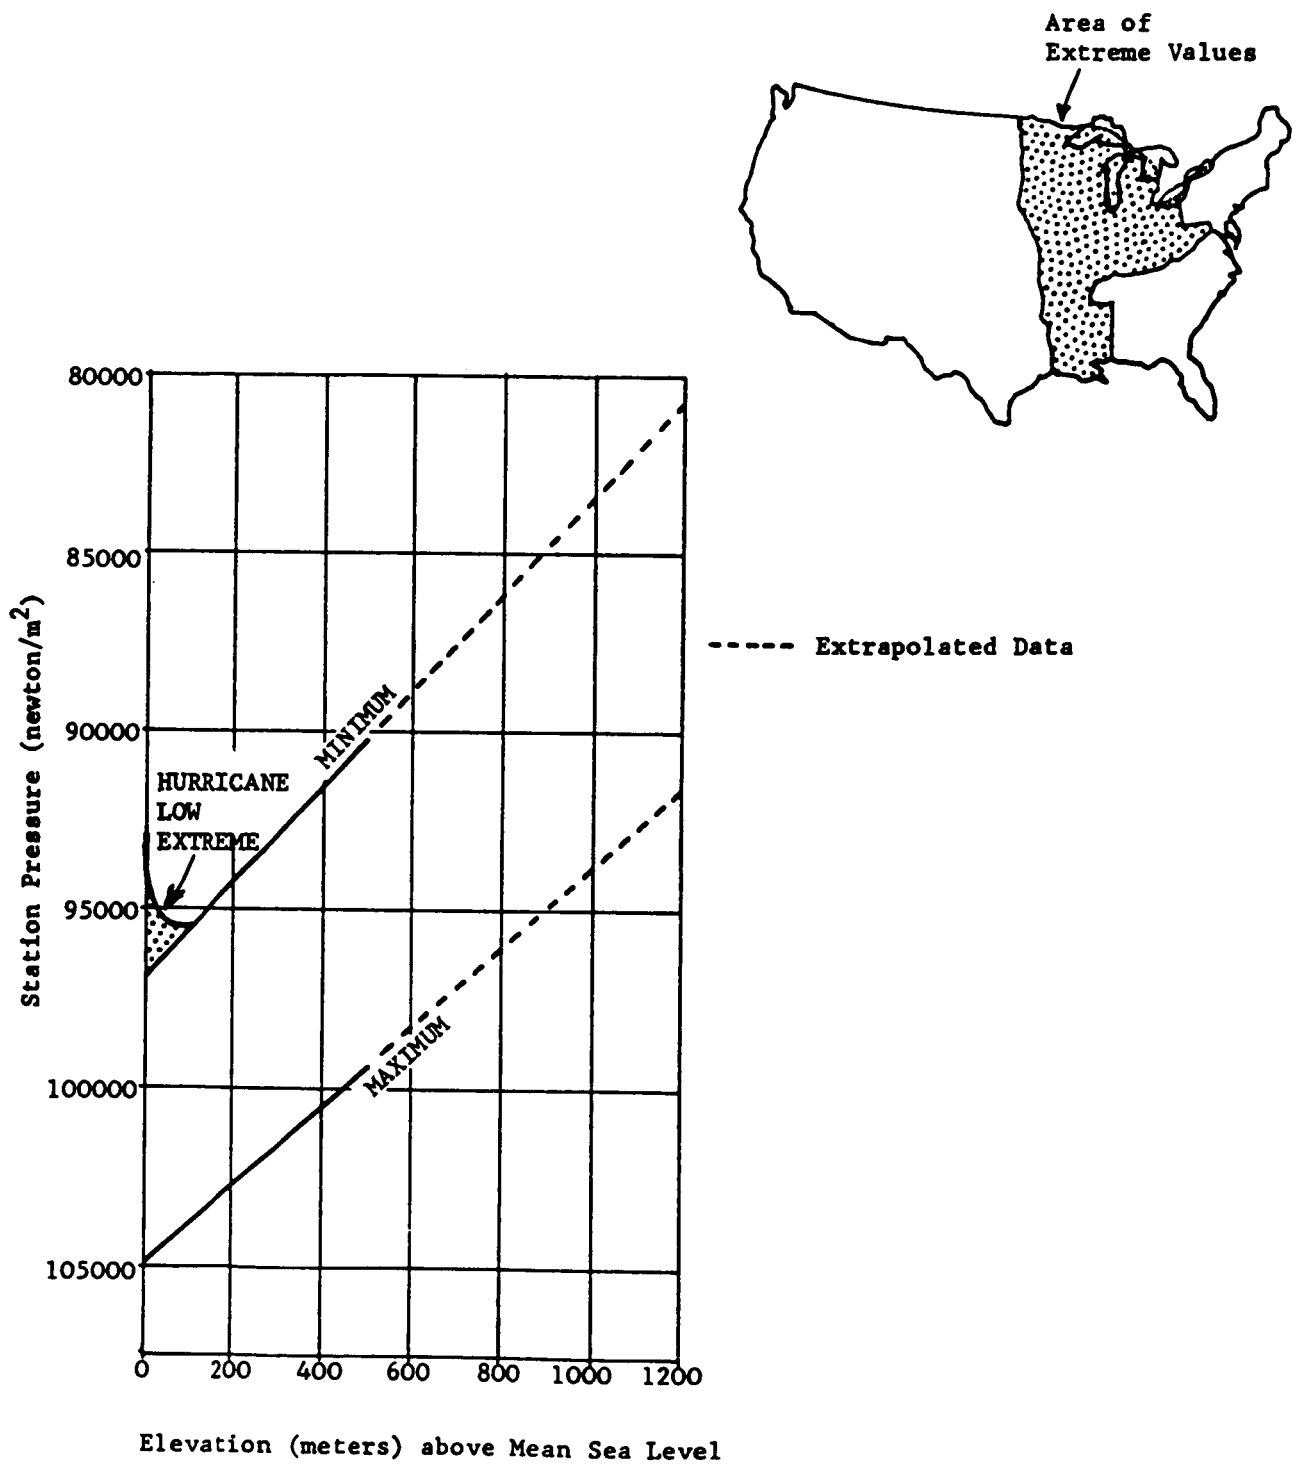 Area of
Extreme Values
80000
85000
90000
95000
100000
105000
Station Pressure (newton/m²)
MINIMUM
HURRICANE
LOW
EXTREME
MAXIMUM
----- Extrapolated Data
0 200 400 600 800 1000 1200
Elevation (meters) above Mean Sea Level